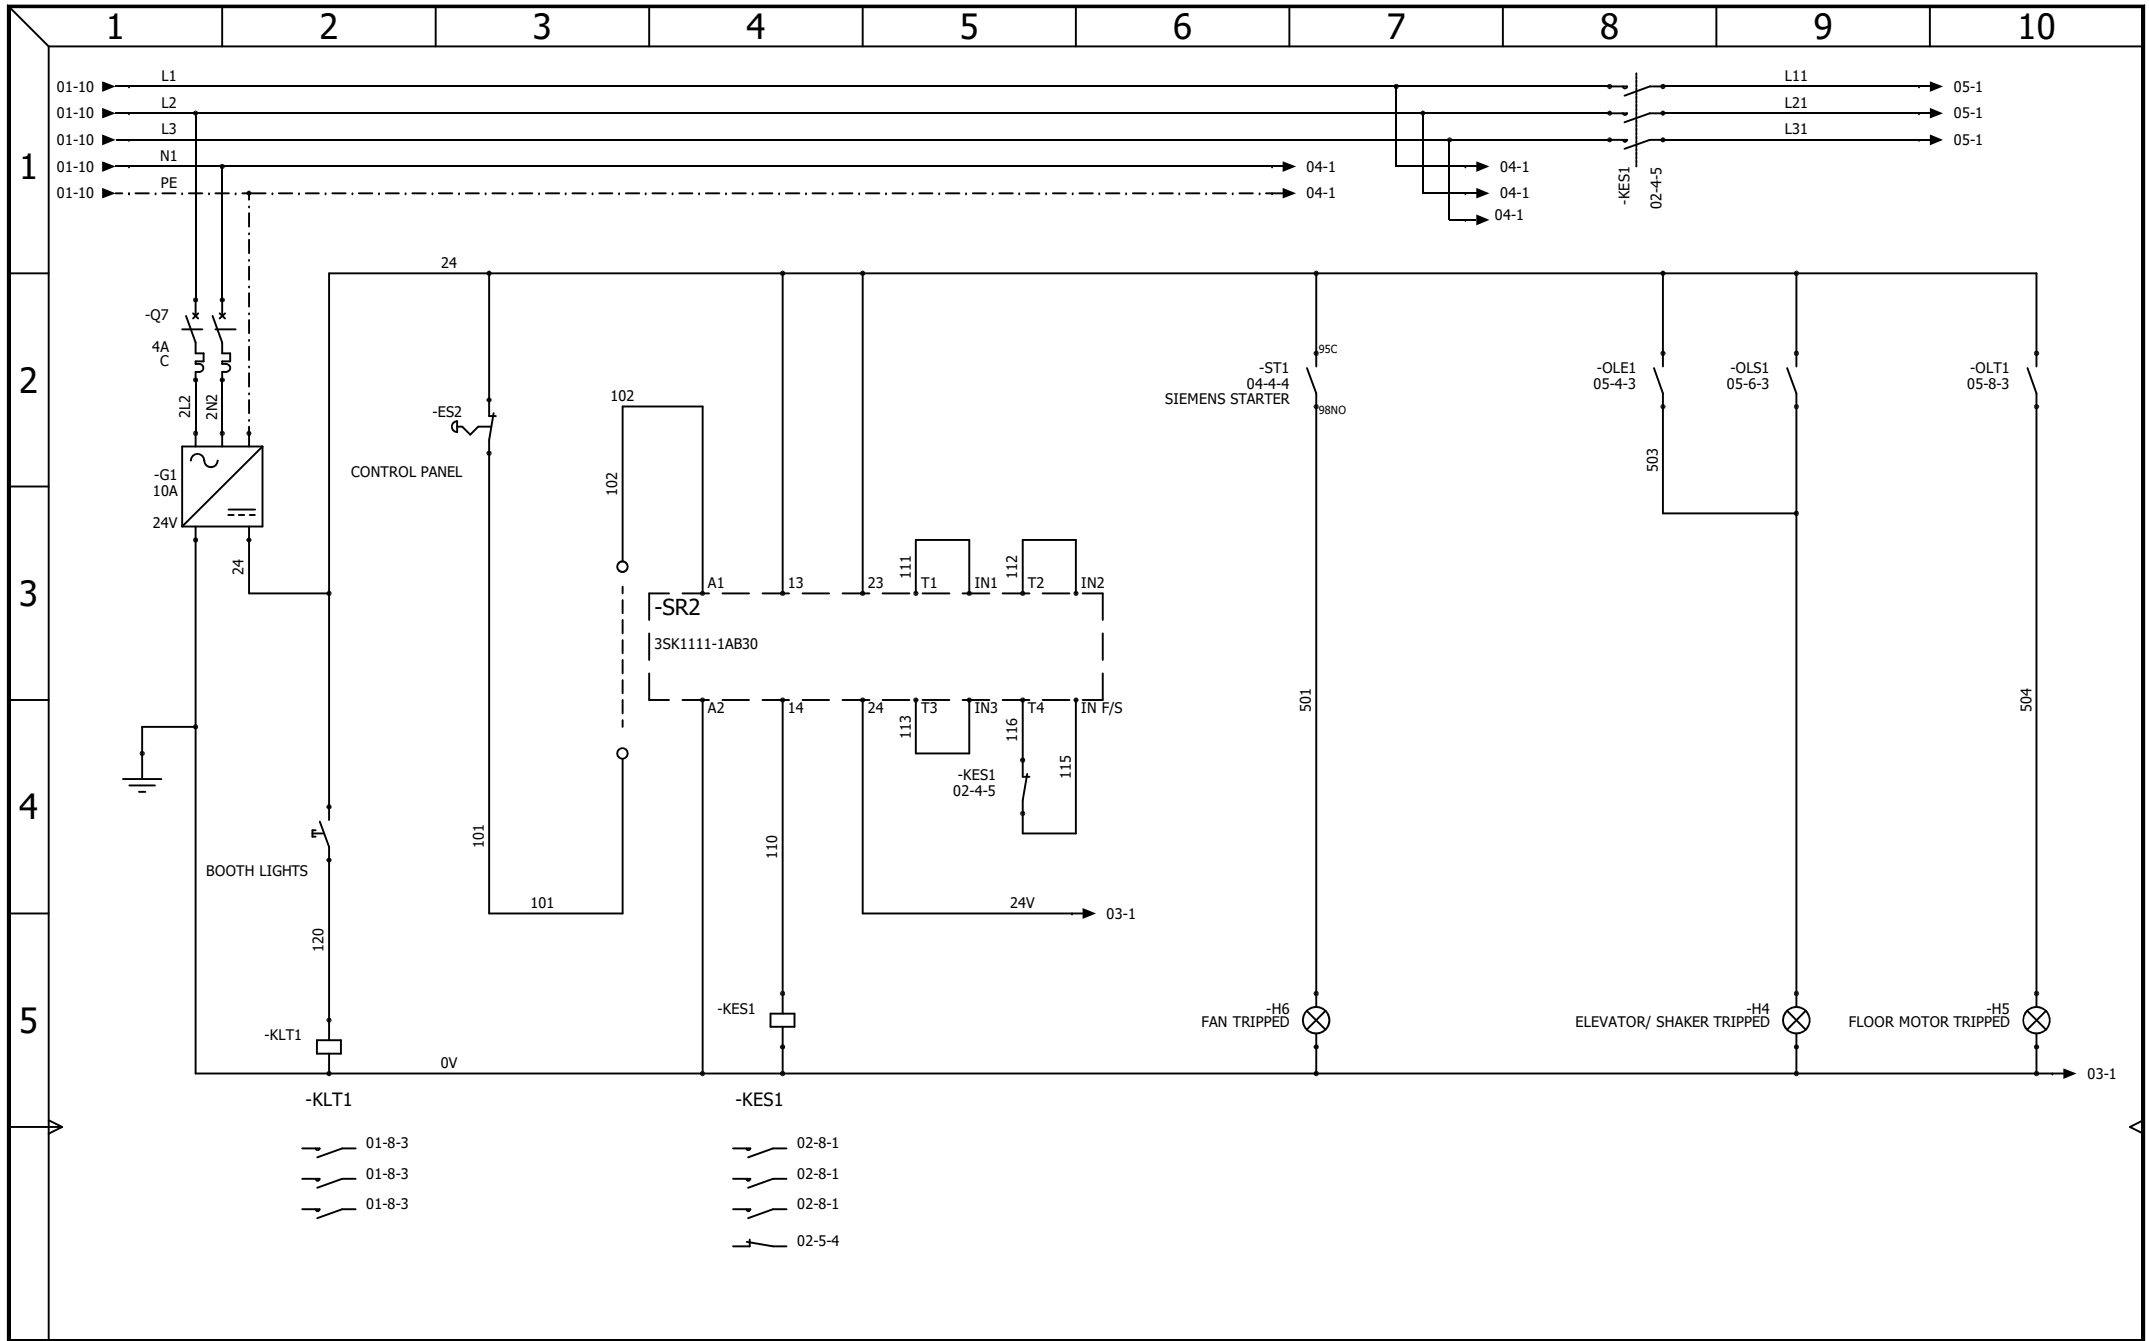 1 2 3 4 5 6 7 8 9 10
1
2
3
4
5
01-10 L1
01-10 L2
01-10 L3
01-10 N1
01-10 PE
04-1
04-1
04-1
04-1
04-1
-KES1
02-4-5
L11 05-1
L21 05-1
L31 05-1
24
-Q7
4A
C
2L2
2N2
-G1
10A
24V
24
BOOTH LIGHTS
120
-KLT1
-ES2
CONTROL PANEL
101
101
102
102
-SR2
3SK1111-1AB30
A1 13 23 T1 IN1 T2 IN2
111
112
A2 14 24 T3 IN3 T4 IN F/S
113
116
115
-KES1
02-4-5
110
24V 03-1
-KES1
-ST1
04-4-4
SIEMENS STARTER
95C
98NO
501
-H6
FAN TRIPPED
-OLE1
05-4-3
503
-OLS1
05-6-3
-H4
ELEVATOR/ SHAKER TRIPPED
-OLT1
05-8-3
504
-H5
FLOOR MOTOR TRIPPED
0V
03-1
-KLT1
01-8-3
01-8-3
01-8-3
-KES1
02-8-1
02-8-1
02-8-1
02-5-4